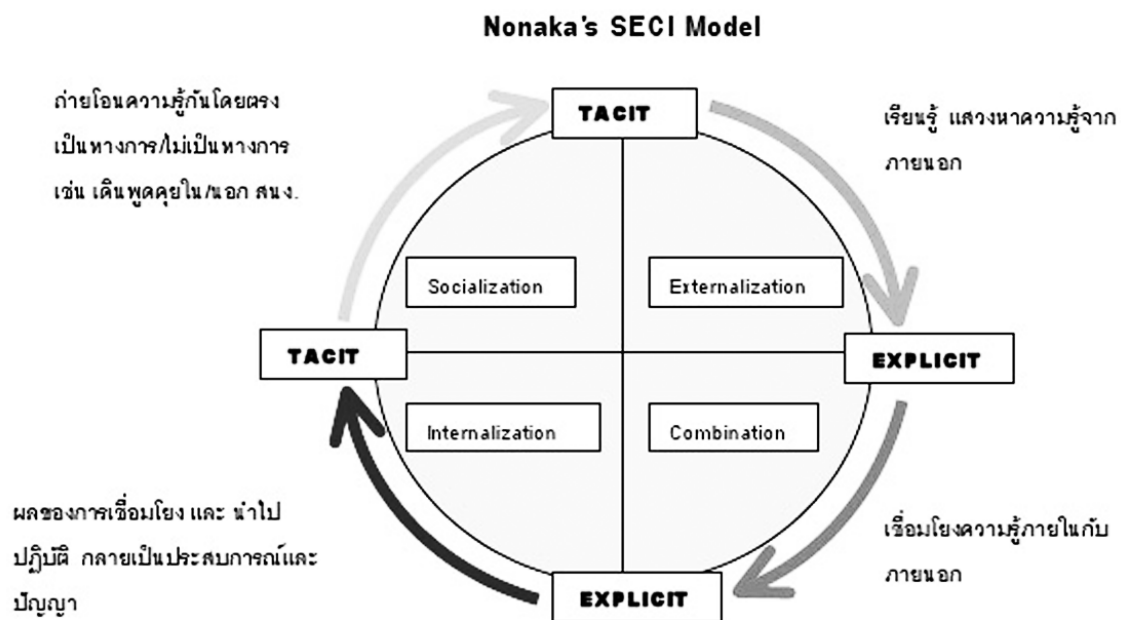 Nonaka's SECI Model
ถ่ายโอนความรู้กันโดยตรง
เป็นทางการ/ไม่เป็นทางการ
เช่น เดินพูดคุยใน/นอก สนง.
TACIT
เรียนรู้ แสวงหาความรู้จาก
ภายนอก
Socialization
Externalization
TACIT
EXPLICIT
Internalization
Combination
ผลของการเชื่อมโยง และ นำไป
ปฏิบัติ กลายเป็นประสบการณ์และ
ปัญญา
เชื่อมโยงความรู้ภายในกับ
ภายนอก
EXPLICIT